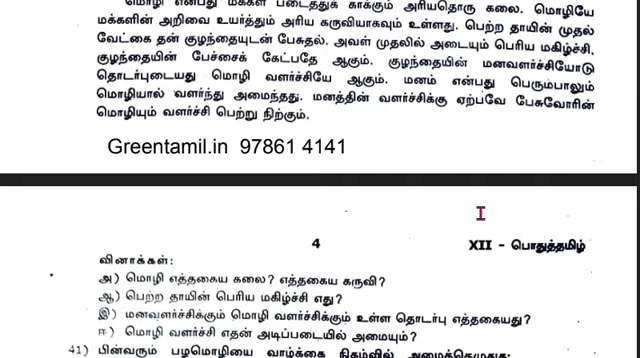 மொழி என்பது மக்கள் படைத்துக் காக்கும் அரியதொரு கலை. மொழியே
மக்களின் அறிவை உயர்த்தும் அரிய கருவியாகவும் உள்ளது. பெற்ற தாயின் முதல்
வேட்கை தன் குழந்தையுடன் பேசுதல். அவள் முதலில் அடையும் பெரிய மகிழ்ச்சி,
குழந்தையின் பேச்சைக் கேட்பதே ஆகும். குழந்தையின் மனவளர்ச்சியோடு
தொடர்புடையது மொழி வளர்ச்சியே ஆகும். மனம் என்பது பெரும்பாலும்
மொழியால் வளர்ந்து அமைந்தது. மனத்தின் வளர்ச்சிக்கு ஏற்பவே பேசுவோரின்
மொழியும் வளர்ச்சி பெற்று நிற்கும்.
Greentamil.in 97861 4141
4 XII - பொதுத்தமிழ்
வினாக்கள்:
அ) மொழி எத்தகைய கலை? எத்தகைய கருவி?
ஆ) பெற்ற தாயின் பெரிய மகிழ்ச்சி எது?
இ) மனவளர்ச்சிக்கும் மொழி வளர்ச்சிக்கும் உள்ள தொடர்பு எத்தகையது?
ஈ) மொழி வளர்ச்சி எதன் அடிப்படையில் அமையும்?
41) பின்வரும் பழமொழியை வாழ்க்கை நிகழ்வில் அமைத்தெழுதுக: